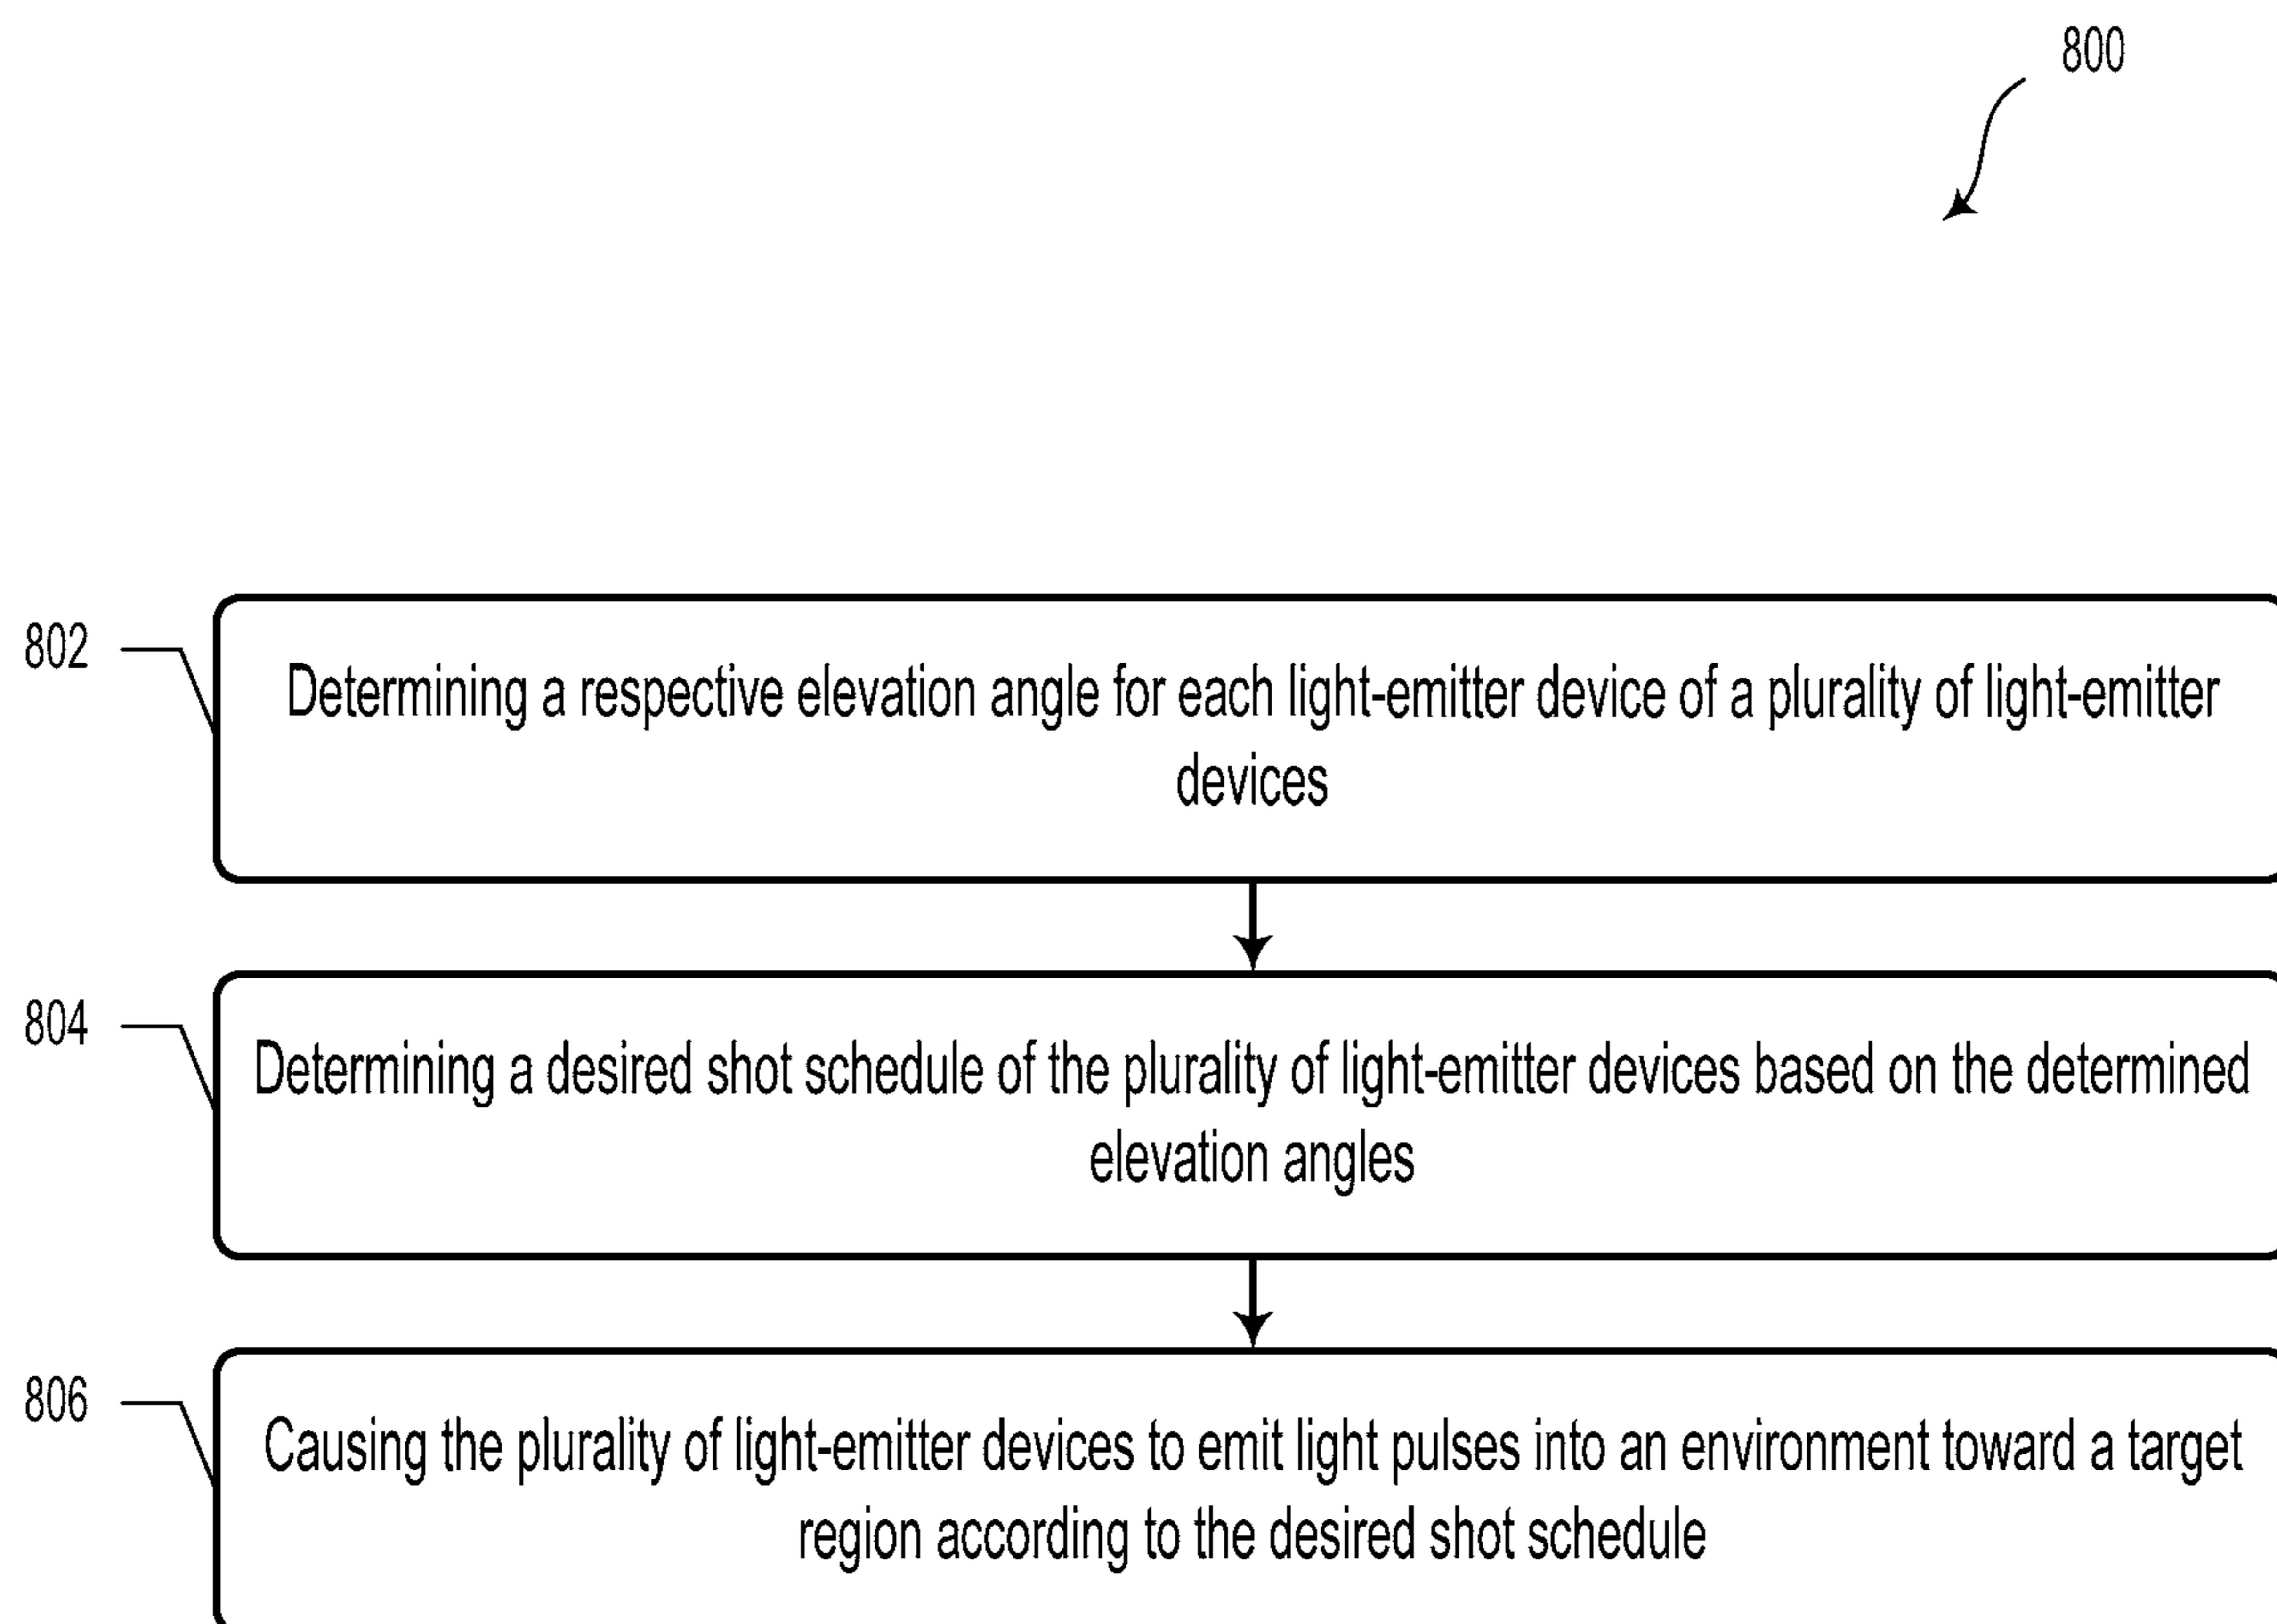 800
802
Determining a respective elevation angle for each light-emitter device of a plurality of light-emitter
devices
804
Determining a desired shot schedule of the plurality of light-emitter devices based on the determined
elevation angles
806
Causing the plurality of light-emitter devices to emit light pulses into an environment toward a target
region according to the desired shot schedule